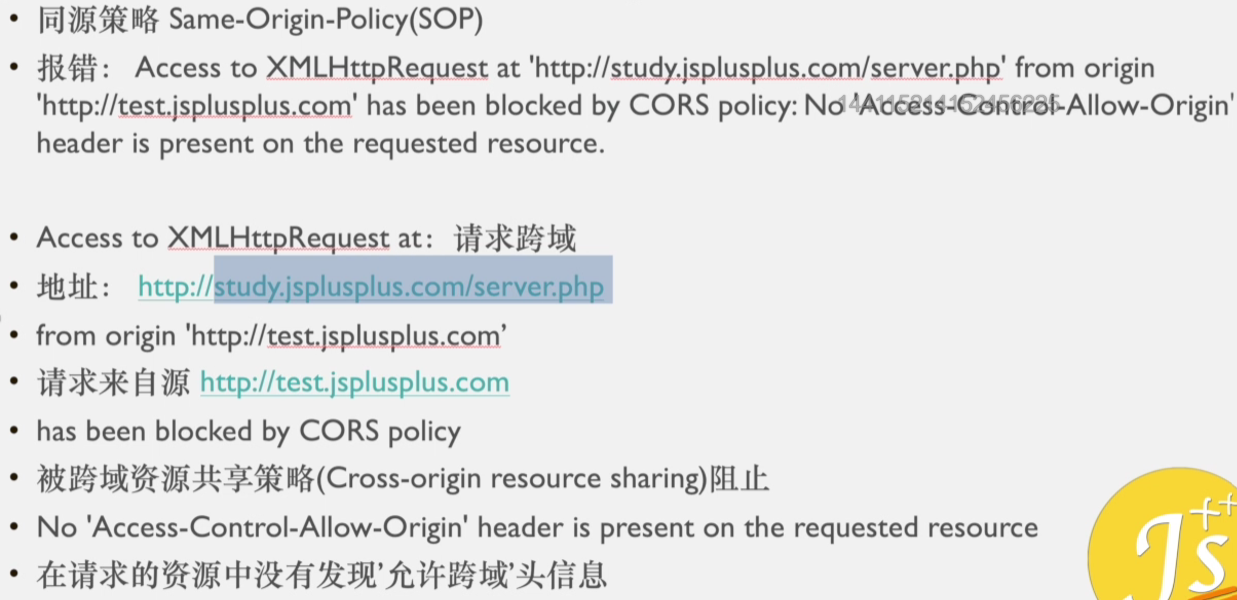 • 同源策略 Same-Origin-Policy(SOP)
• 报错： Access to XMLHttpRequest at 'http://study.jsplusplus.com/server.php' from origin
'http://test.jsplusplus.com' has been blocked by CORS policy: No 'Access-Control-Allow-Origin'
header is present on the requested resource.
• Access to XMLHttpRequest at：请求跨域
• 地址： http://study.jsplusplus.com/server.php
• from origin 'http://test.jsplusplus.com’
• 请求来自源 http://test.jsplusplus.com
• has been blocked by CORS policy
• 被跨域资源共享策略(Cross-origin resource sharing)阻止
• No 'Access-Control-Allow-Origin' header is present on the requested resource
• 在请求的资源中没有发现’允许跨域’头信息
Js++